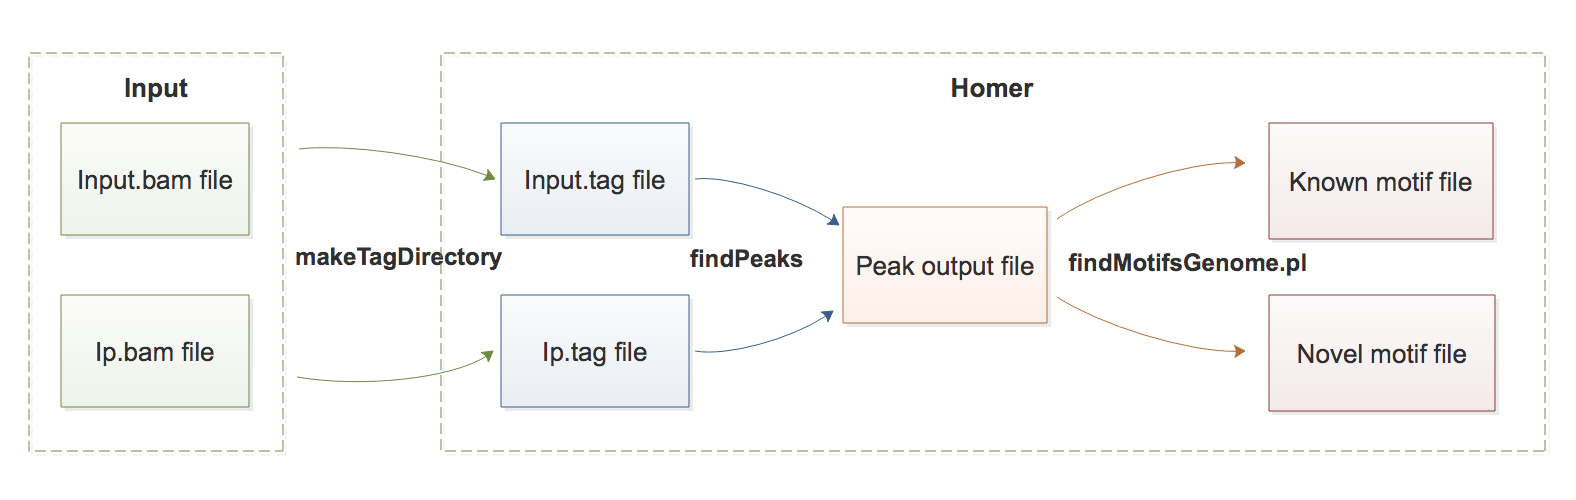 Input
Homer
Input.bam file
Input.tag file
Known motif file
makeTagDirectory
findPeaks
Peak output file
findMotifsGenome.pl
Ip.bam file
Ip.tag file
Novel motif file